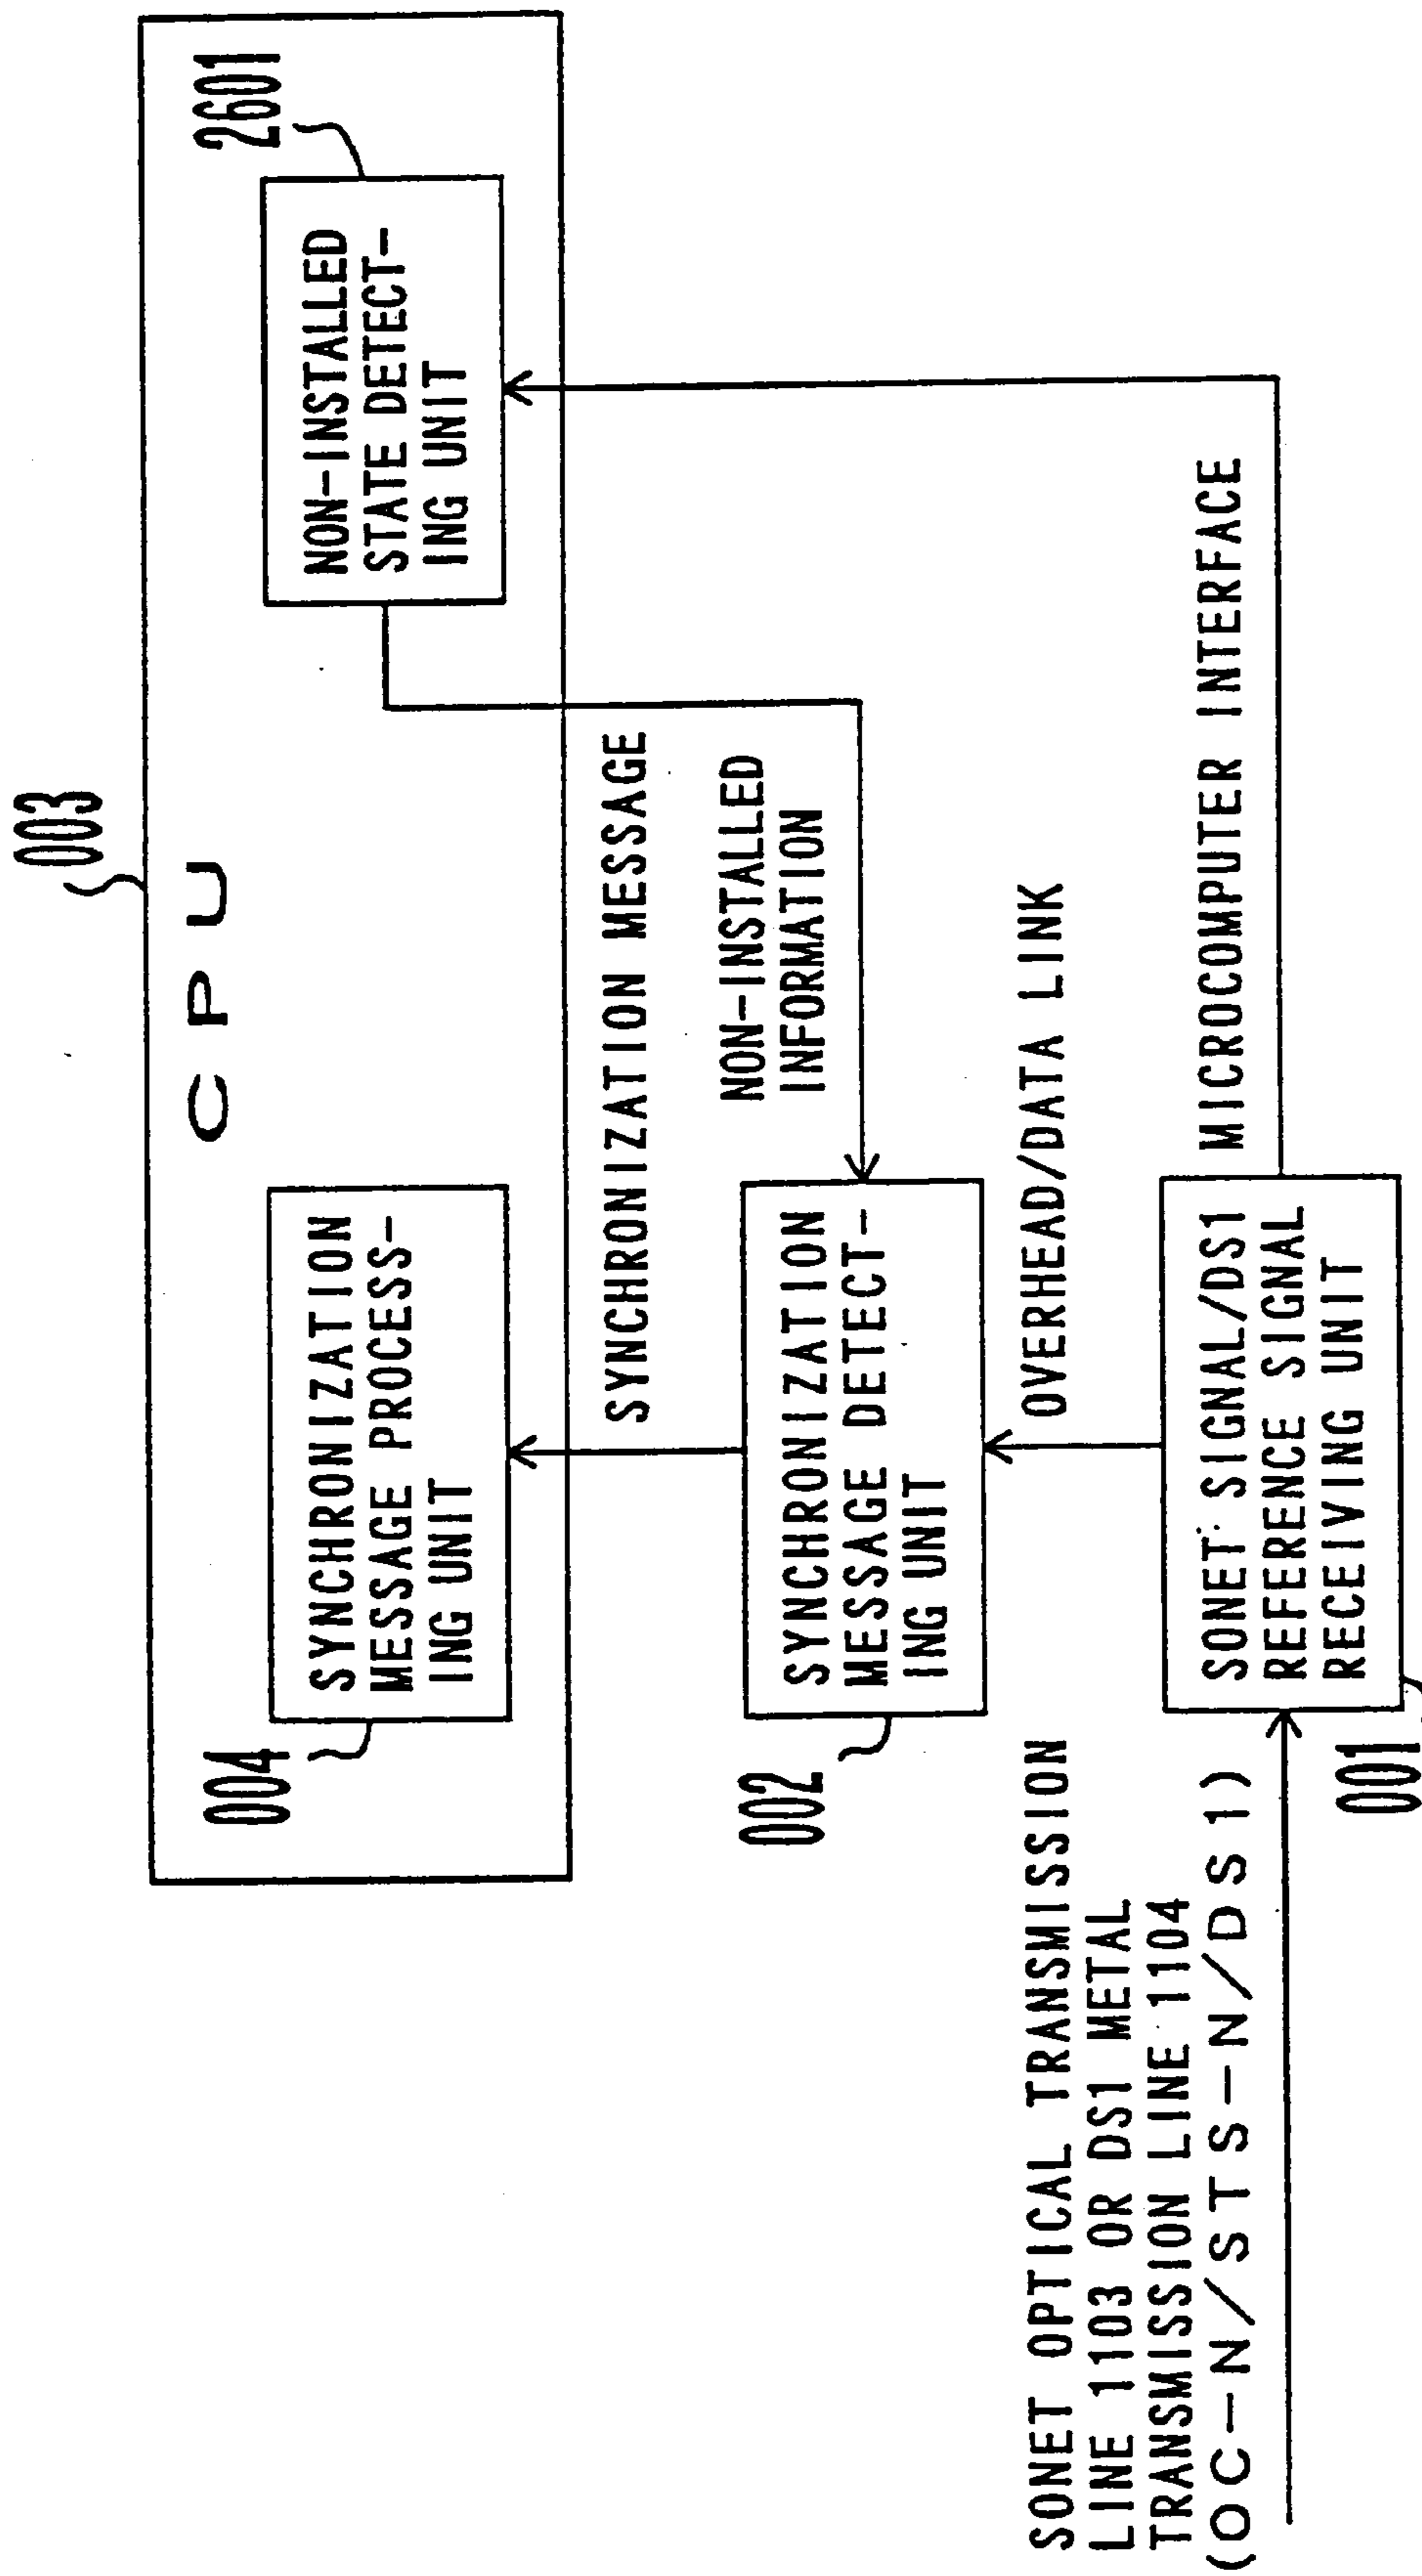 003
CPU
004
SYNCHRONIZATION
MESSAGE PROCESS-
ING UNIT
2601
NON-INSTALLED
STATE DETECT-
ING UNIT
SYNCHRONIZATION MESSAGE
002
SYNCHRONIZATION
MESSAGE DETECT-
ING UNIT
NON-INSTALLED
INFORMATION
OVERHEAD/DATA LINK
SONET OPTICAL TRANSMISSION
LINE 1103 OR DS1 METAL
TRANSMISSION LINE 1104
(OC-N/STS-N/DS1)
001
SONET SIGNAL/DS1
REFERENCE SIGNAL
RECEIVING UNIT
MICROCOMPUTER INTERFACE